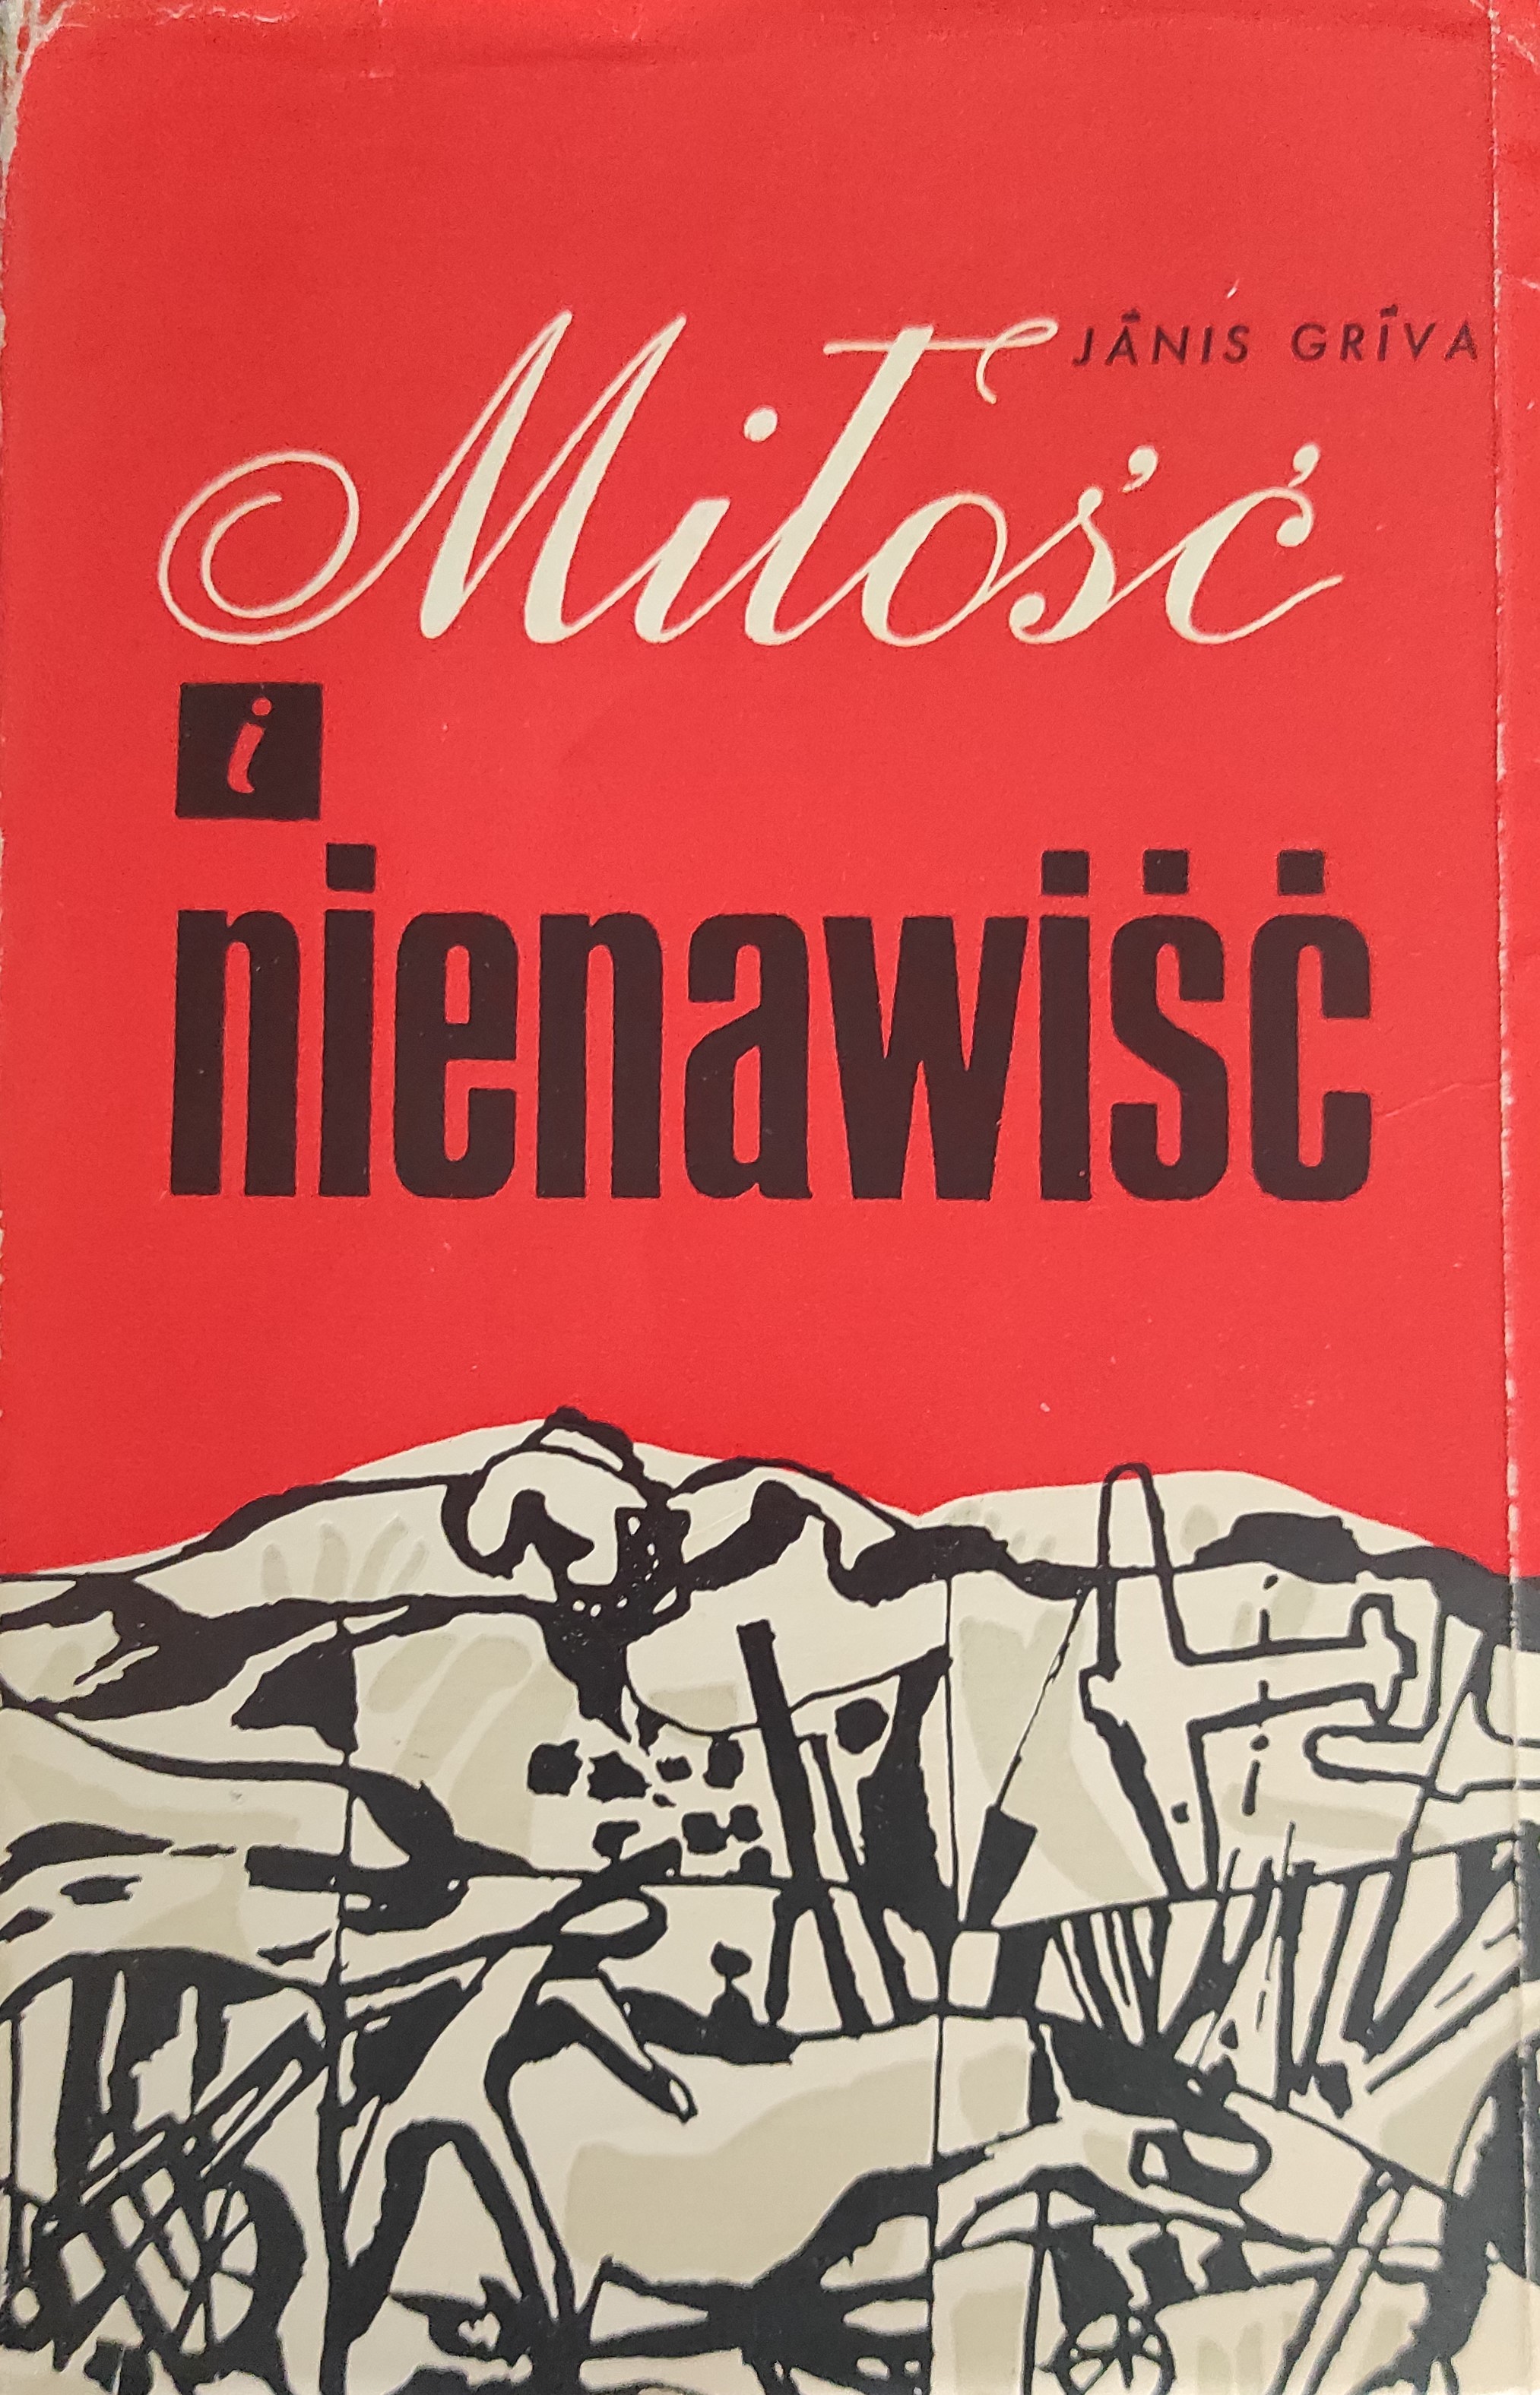 JĀNIS GRĪVA
Miłość
i
nienawiść